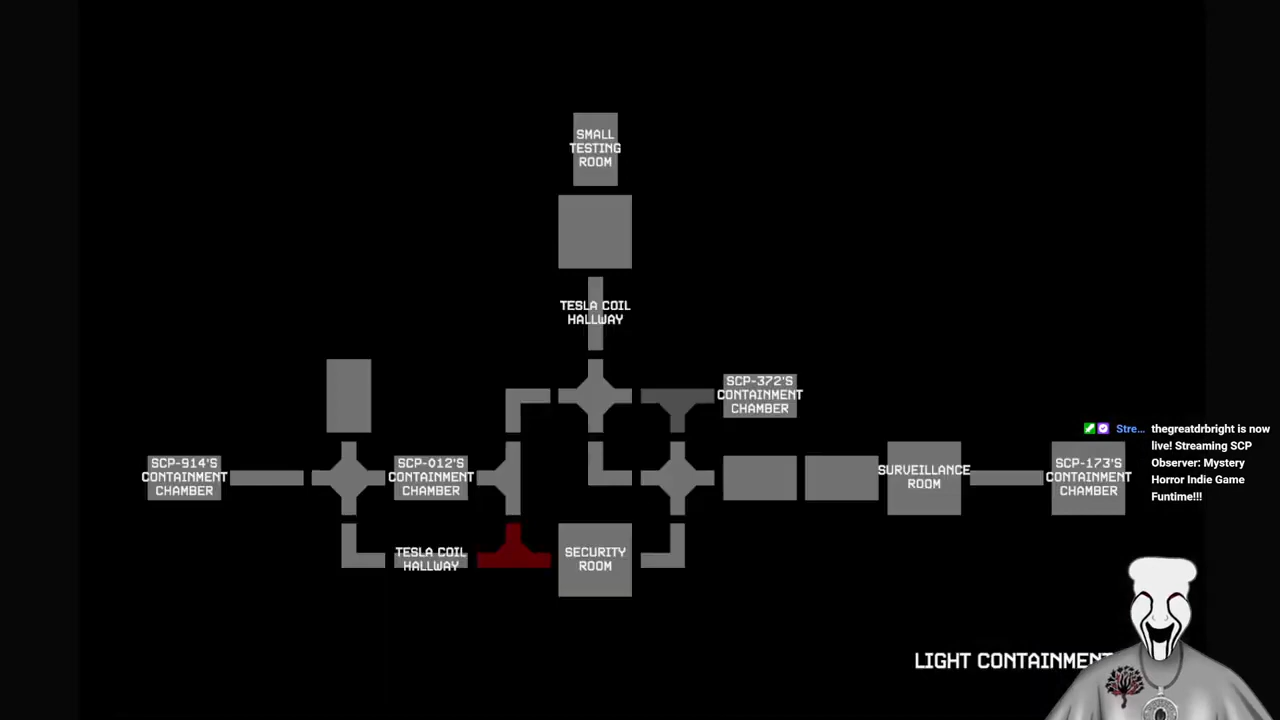 SMALL
TESTING
ROOM
TESLA COIL
HALLWAY
SCP-372'S
CONTAINMENT
CHAMBER
SCP-914'S
CONTAINMENT
CHAMBER
SCP-012'S
CONTAINMENT
CHAMBER
SURVEILLANCE
ROOM
SCP-173'S
CONTAINMENT
CHAMBER
TESLA COIL
HALLWAY
SECURITY
ROOM
LIGHT CONTAINMENT
Stre... thegreatdrbright is now
live! Streaming SCP
Observer: Mystery
Horror Indie Game
Funtime!!!